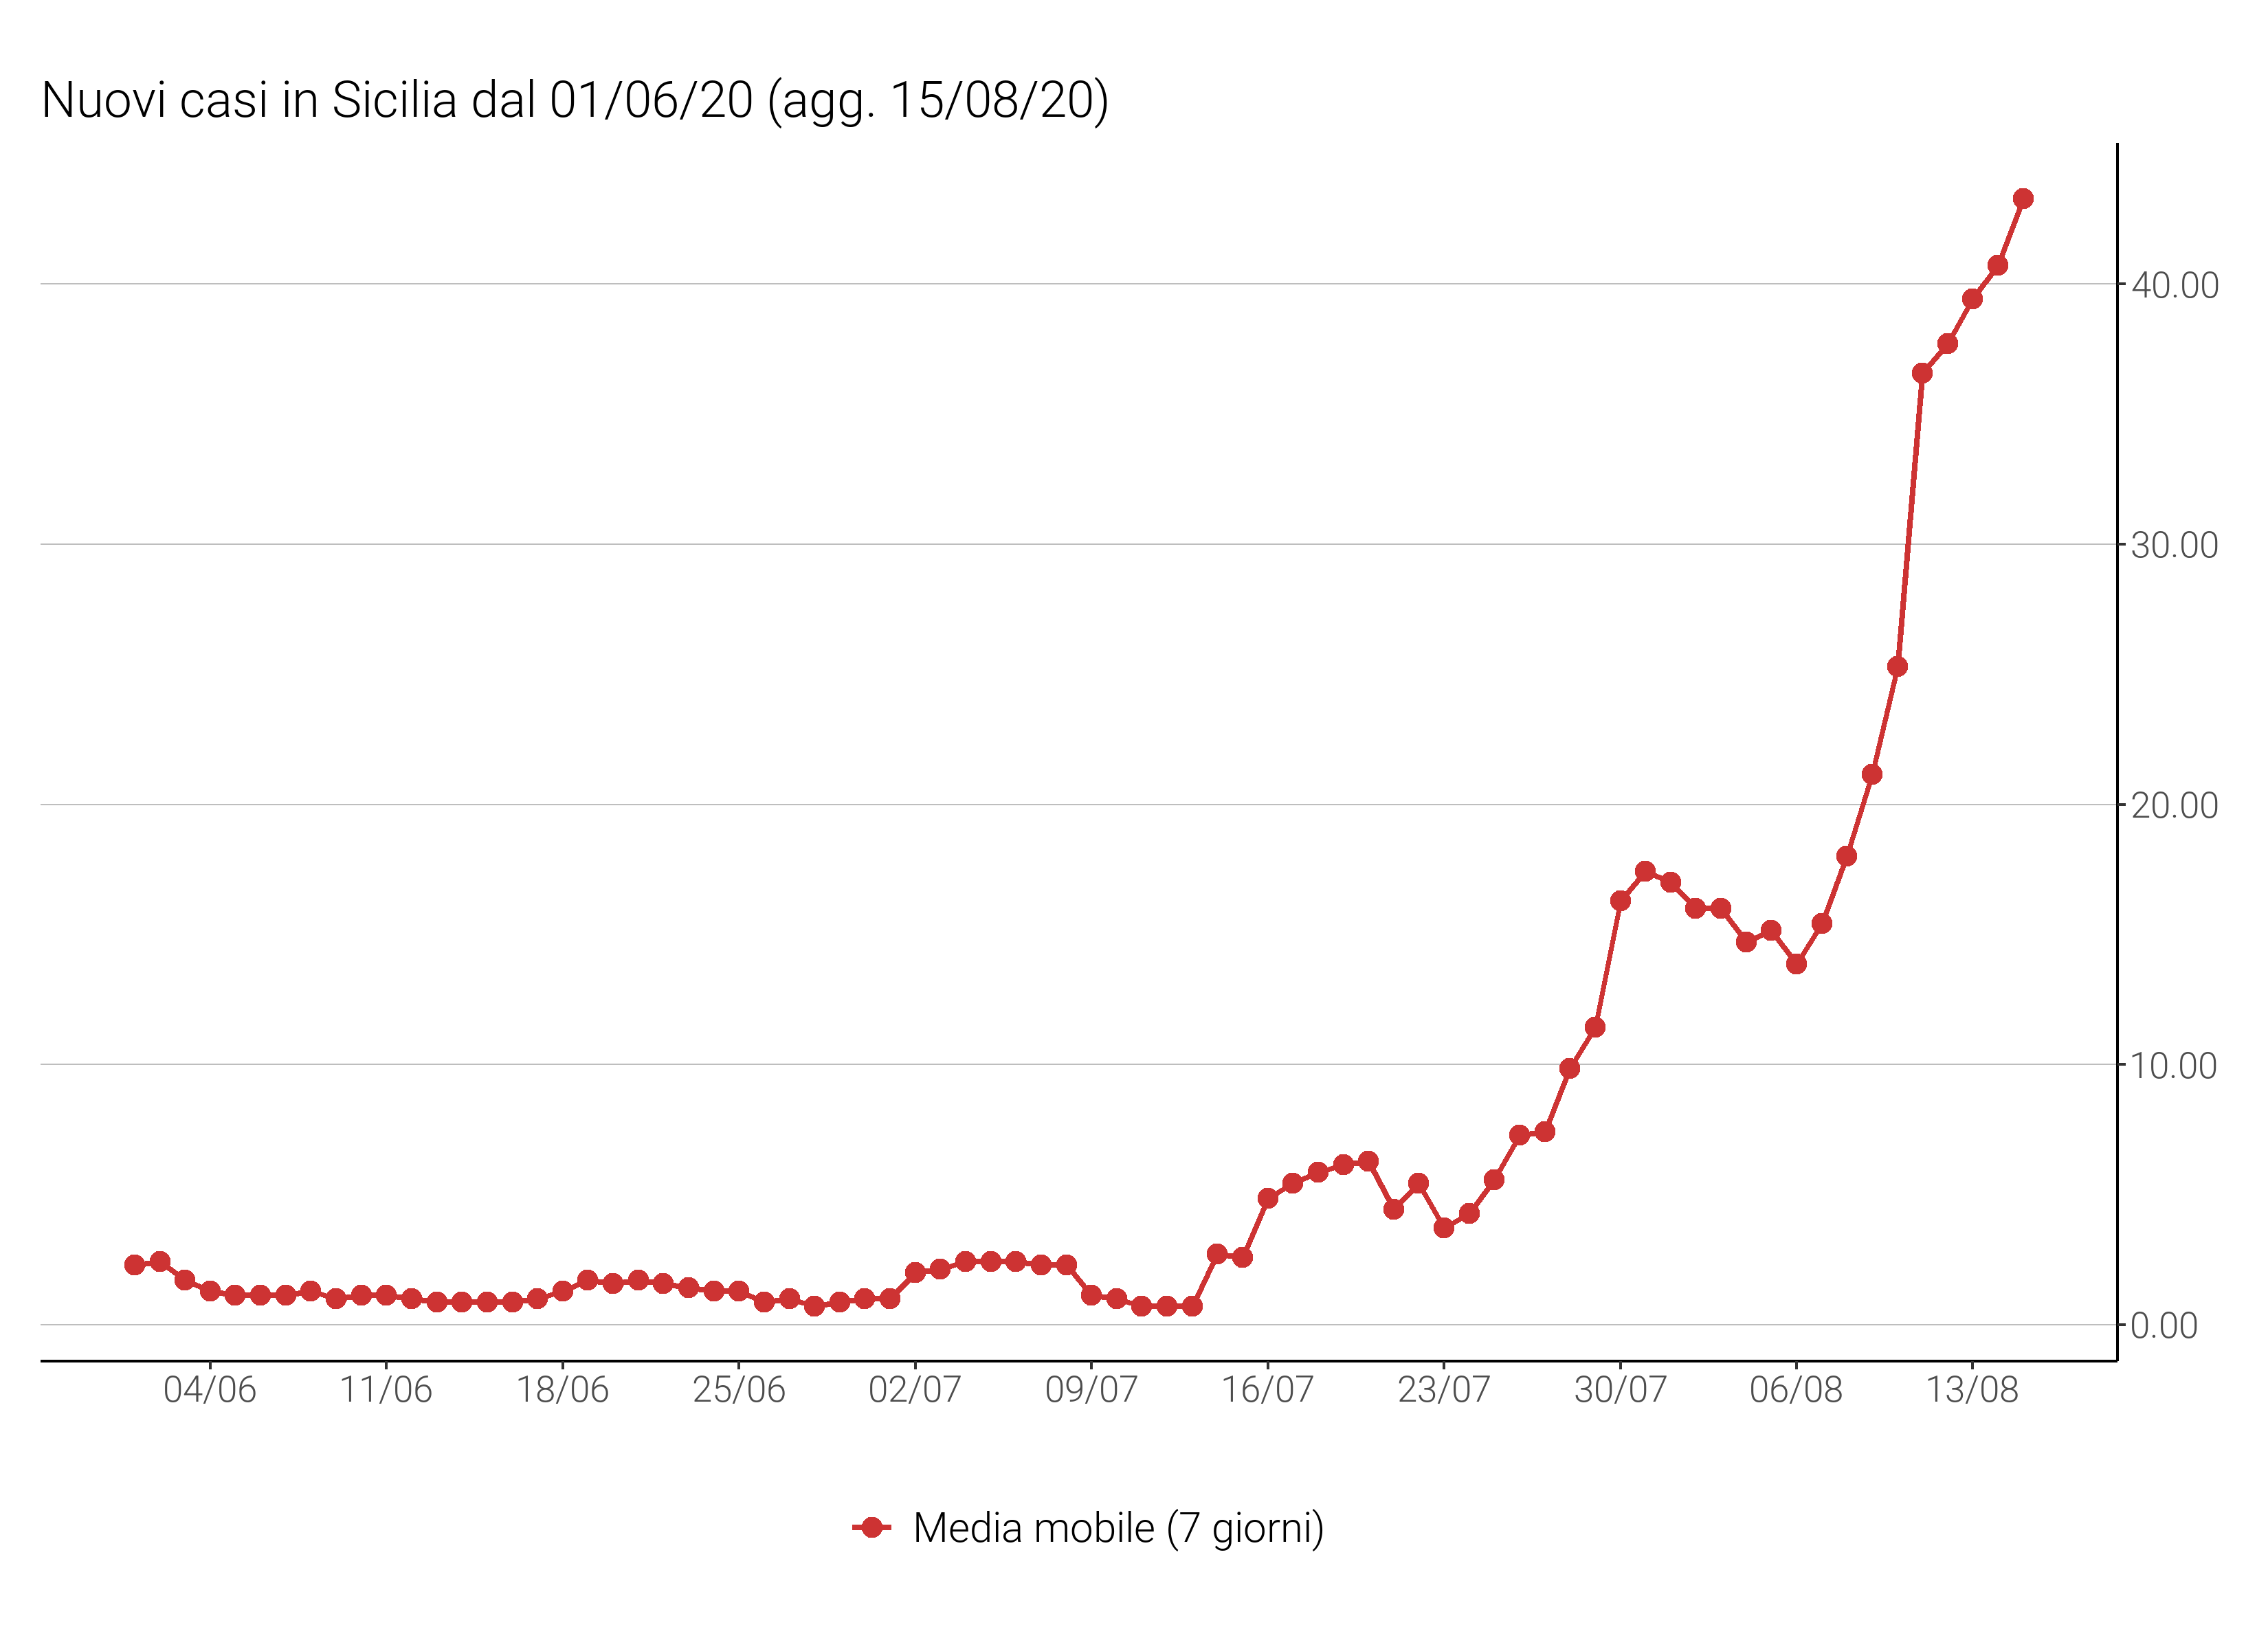 Nuovi casi in Sicilia dal 01/06/20 (agg. 15/08/20)
40.00
30.00
20.00
10.00
0.00
04/06 11/06 18/06 25/06 02/07 09/07 16/07 23/07 30/07 06/08 13/08
Media mobile (7 giorni)